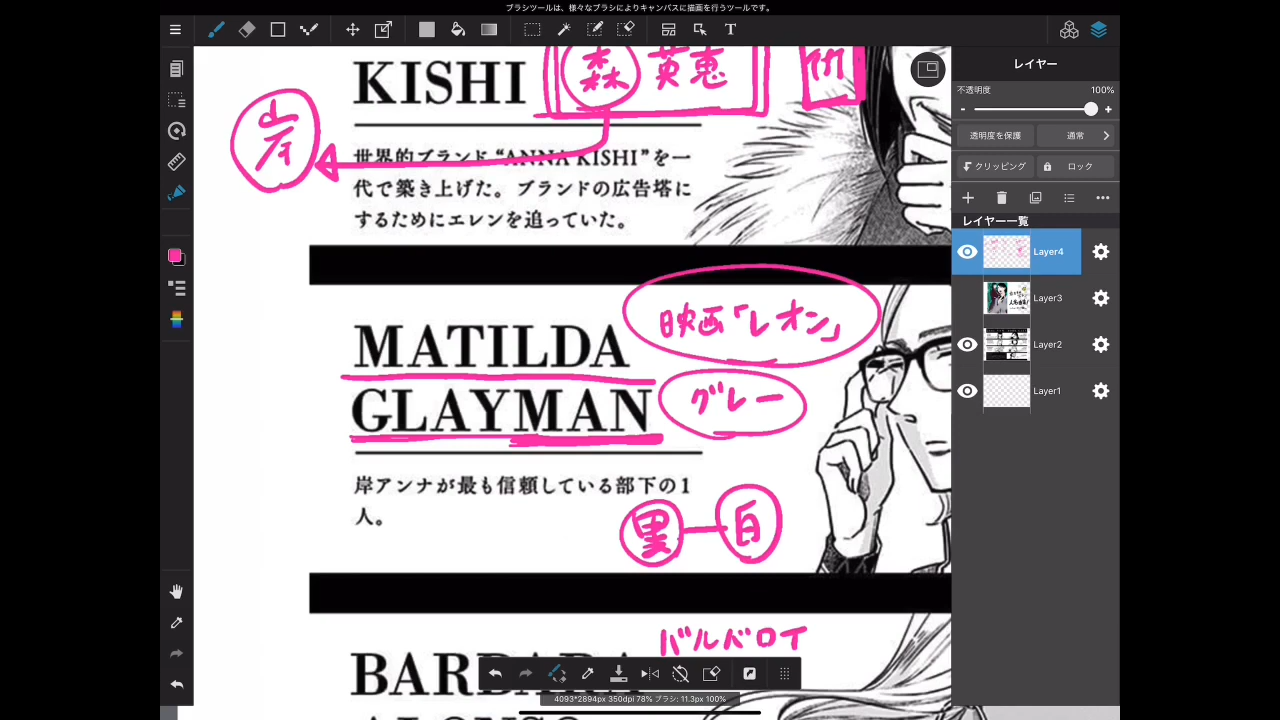 ブラシツールは、様々なブラシによりキャンバスに描画を行うツールです。
T
レイヤー
不透明度 100%
- +
透明度を保護 通常
クリッピング ロック
レイヤー一覧
Layer4
Layer3
Layer2
Layer1
KISHI
森 英恵
岸
世界的ブランド“ANNA KISHI”を一
代で築き上げた。ブランドの広告塔に
するためにエレンを追っていた。
映画「レオン」
MATILDA
GLAYMAN
グレー
岸アンナが最も信頼している部下の1
人。
黒 白
バルバロイ
BARBARA
4093*2894px 350dpi 78% ブラシ: 11.3px 100%